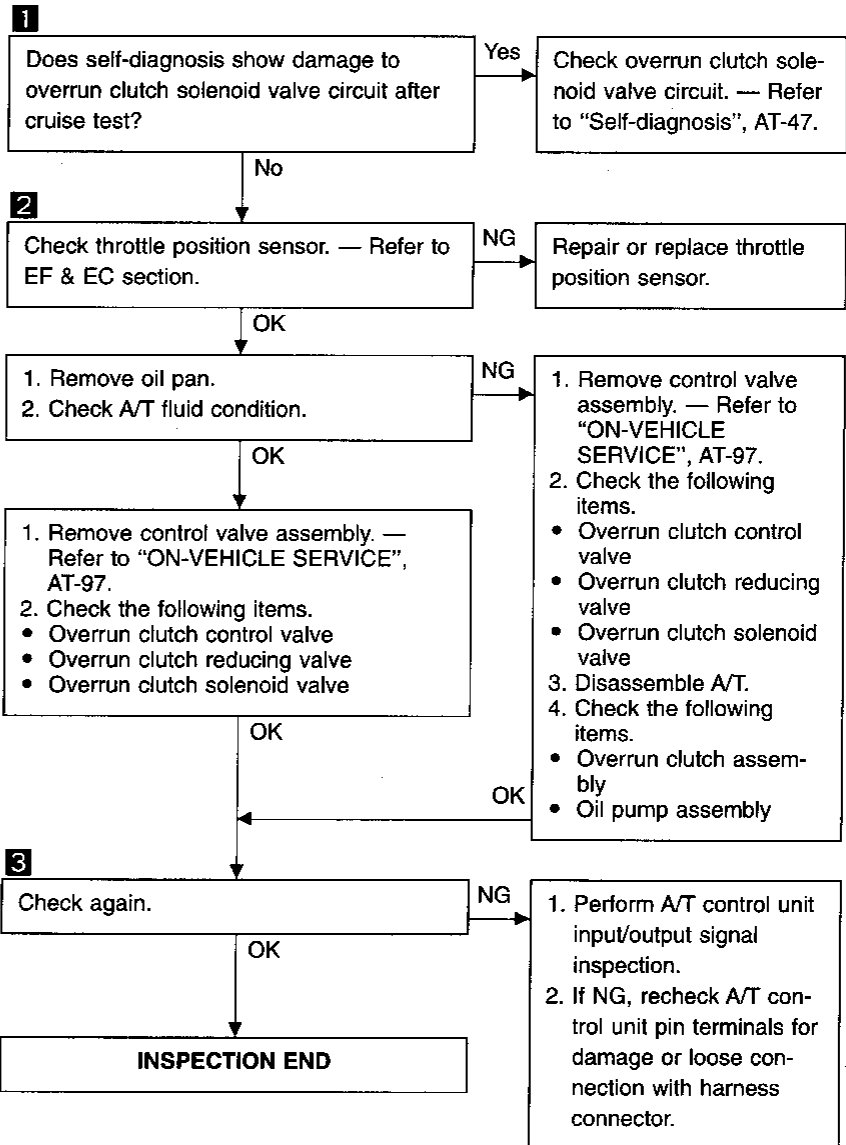 1
Does self-diagnosis show damage to
overrun clutch solenoid valve circuit after
cruise test?
Yes
Check overrun clutch sole-
noid valve circuit. — Refer
to “Self-diagnosis”, AT-47.
No
2
Check throttle position sensor. — Refer to
EF & EC section.
NG
Repair or replace throttle
position sensor.
OK
1. Remove oil pan.
2. Check A/T fluid condition.
NG
1. Remove control valve
assembly. — Refer to
“ON-VEHICLE
SERVICE”, AT-97.
2. Check the following
items.
• Overrun clutch control
valve
• Overrun clutch reducing
valve
• Overrun clutch solenoid
valve
3. Disassemble A/T.
4. Check the following
items.
• Overrun clutch assem-
bly
• Oil pump assembly
OK
1. Remove control valve assembly. —
Refer to “ON-VEHICLE SERVICE”,
AT-97.
2. Check the following items.
• Overrun clutch control valve
• Overrun clutch reducing valve
• Overrun clutch solenoid valve
OK
OK
3
Check again.
NG
1. Perform A/T control unit
input/output signal
inspection.
2. If NG, recheck A/T con-
trol unit pin terminals for
damage or loose con-
nection with harness
connector.
OK
INSPECTION END